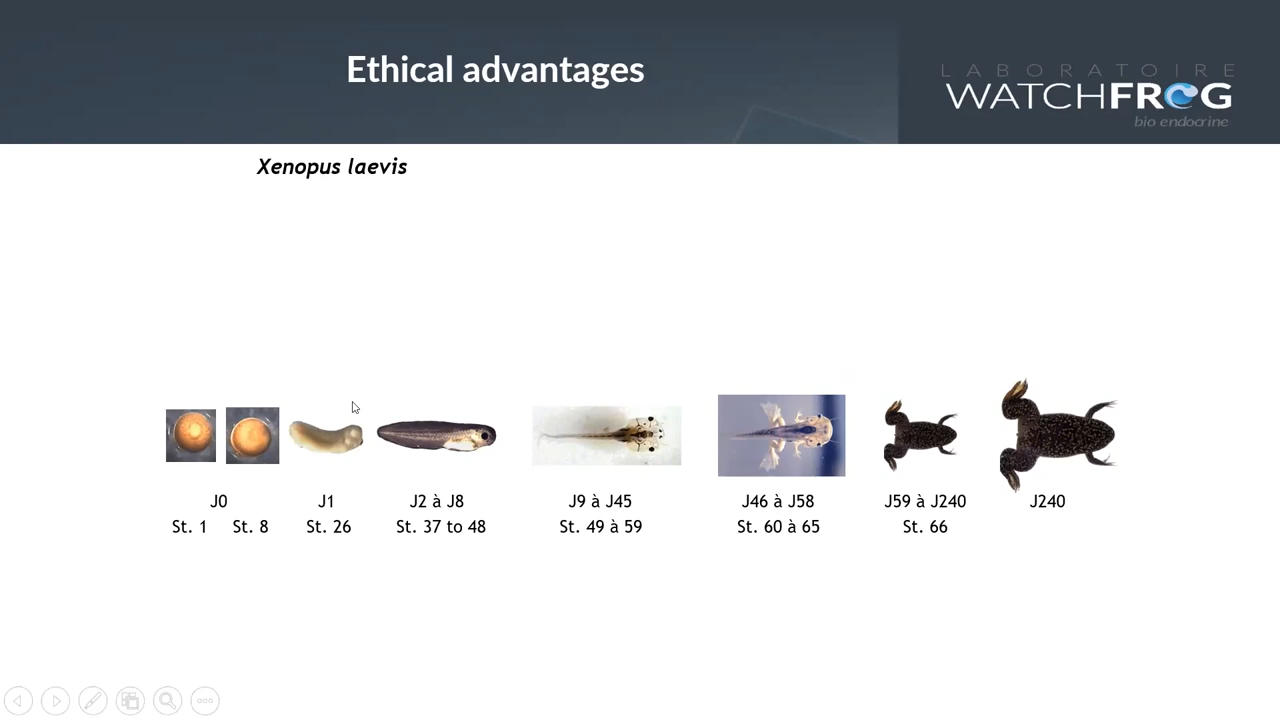 Ethical advantages
LABORATOIRE
WATCHFROG
bio endocrine
Xenopus laevis
J0
J1
J2 à J8
J9 à J45
J46 à J58
J59 à J240
J240
St. 1
St. 8
St. 26
St. 37 to 48
St. 49 à 59
St. 60 à 65
St. 66